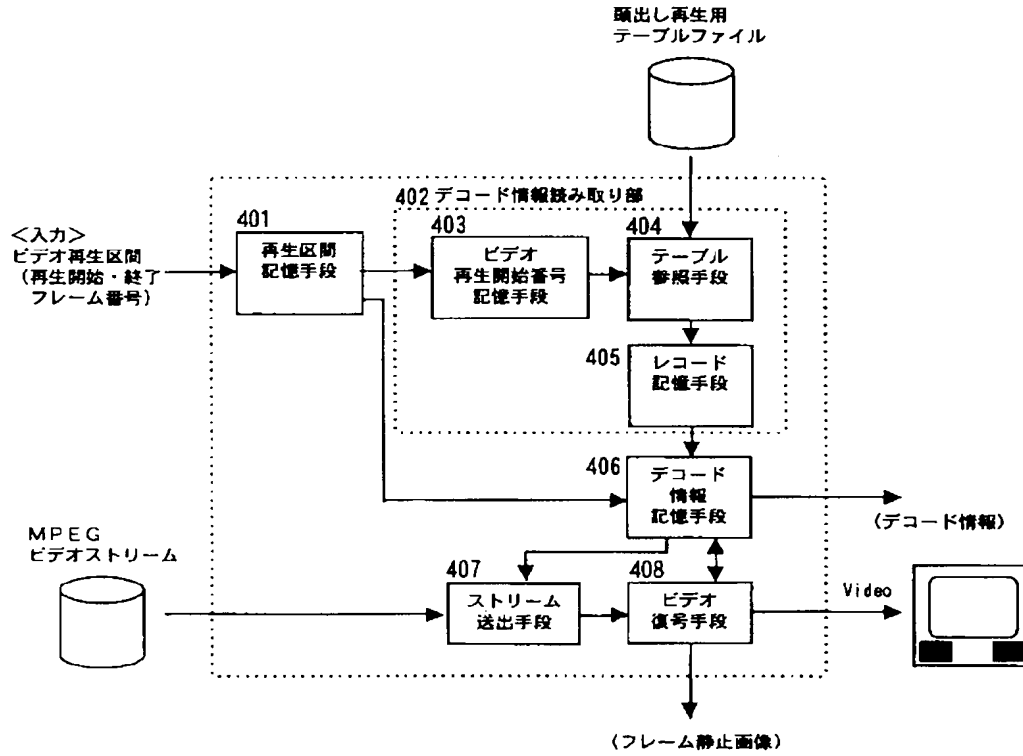 頭出し再生用
テーブルファイル
402 デコード情報読み取り部
401
再生区間
記憶手段
403
ビデオ
再生開始番号
記憶手段
404
テーブル
参照手段
<入力>
ビデオ再生区間
(再生開始・終了
フレーム番号)
405
レコード
記憶手段
406
デコード
情報
記憶手段
(デコード情報)
MPEG
ビデオストリーム
407
ストリーム
送出手段
408
ビデオ
復号手段
Video
(フレーム静止画像)